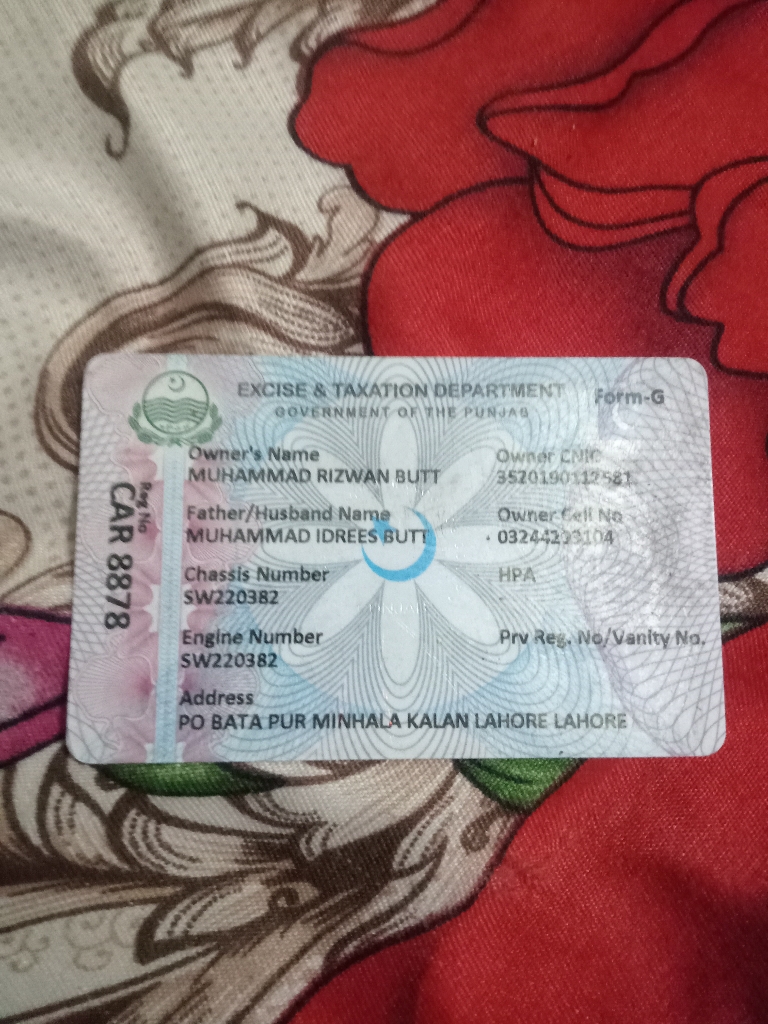 EXCISE & TAXATION DEPARTMENT
Form-G
GOVERNMENT OF THE PUNJAB
Reg No
CAR 8878
Owner's Name
MUHAMMAD RIZWAN BUTT
Owner CNIC
3520190112581
Father/Husband Name
MUHAMMAD IDREES BUTT
Owner Cell No
Chassis Number
SW220382
HPA
-
Engine Number
SW220382
Prv Reg. No/Vanity No.
Address
PO BATA PUR MINHALA KALAN LAHORE LAHORE